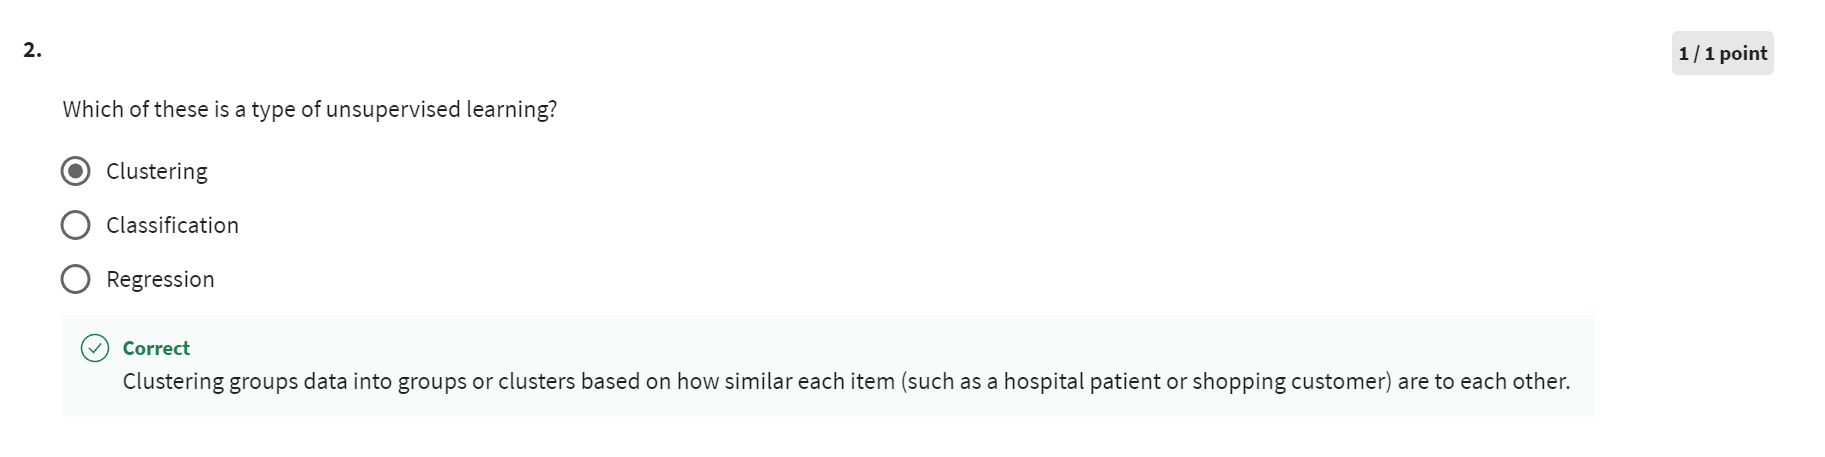 2.
1 / 1 point
Which of these is a type of unsupervised learning?
Clustering
Classification
Regression
Correct
Clustering groups data into groups or clusters based on how similar each item (such as a hospital patient or shopping customer) are to each other.